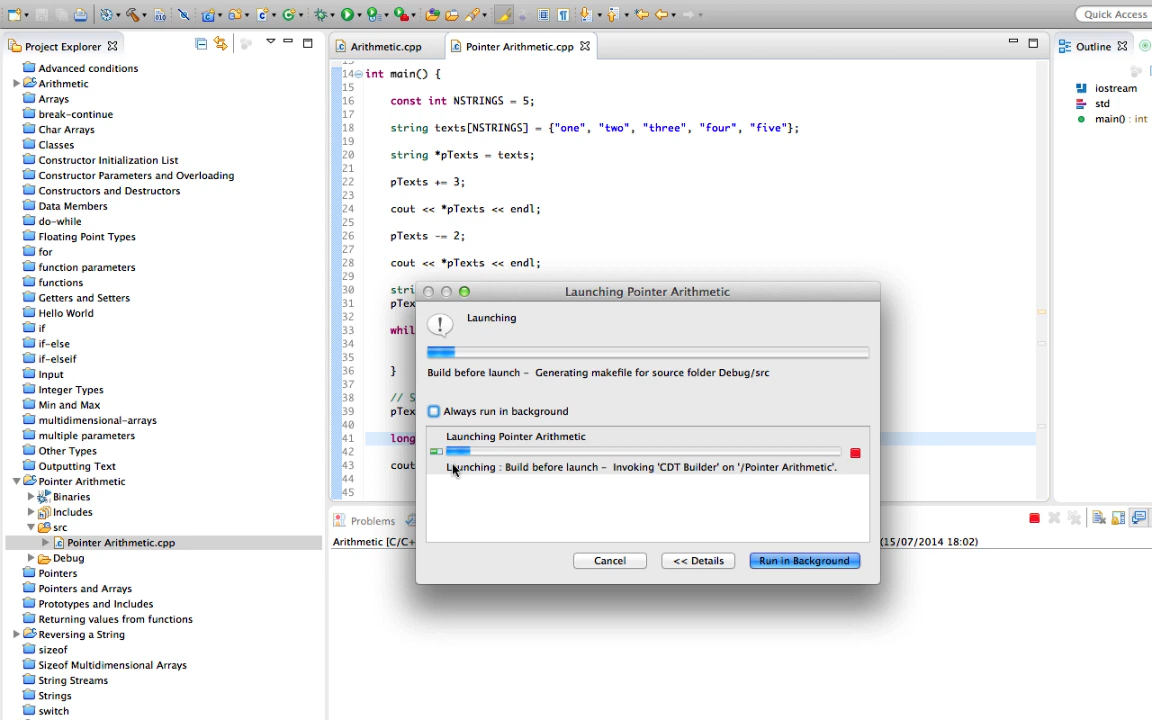 Quick Access
Project Explorer
Arithmetic.cpp
Pointer Arithmetic.cpp
Outline
Advanced conditions
Arithmetic
Arrays
break-continue
Char Arrays
Classes
Constructor Initialization List
Constructor Parameters and Overloading
Constructors and Destructors
Data Members
do-while
Floating Point Types
for
function parameters
functions
Getters and Setters
Hello World
if
if-else
if-elseif
Input
Integer Types
Min and Max
multidimensional-arrays
multiple parameters
Other Types
Outputting Text
Pointer Arithmetic
Binaries
Includes
src
Pointer Arithmetic.cpp
Debug
Pointers
Pointers and Arrays
Prototypes and Includes
Returning values from functions
Reversing a String
sizeof
Sizeof Multidimensional Arrays
String Streams
Strings
switch
14 int main() {
15
16 const int NSTRINGS = 5;
17
18 string texts[NSTRINGS] = {"one", "two", "three", "four", "five"};
19
20 string *pTexts = texts;
21
22 pTexts += 3;
23
24 cout << *pTexts << endl;
25
26 pTexts -= 2;
27
28 cout << *pTexts << endl;
29
30 stri
31 pTex
32
33 whil
34
35
36 }
37
38 // S
39 pTex
40
41 long
42
43 cout
44
45
iostream
std
main() : int
Launching Pointer Arithmetic
Launching
Build before launch - Generating makefile for source folder Debug/src
Always run in background
Launching Pointer Arithmetic
Launching : Build before launch - Invoking 'CDT Builder' on '/Pointer Arithmetic'.
Cancel
<< Details
Run in Background
Problems
Arithmetic [C/C+
(15/07/2014 18:02)